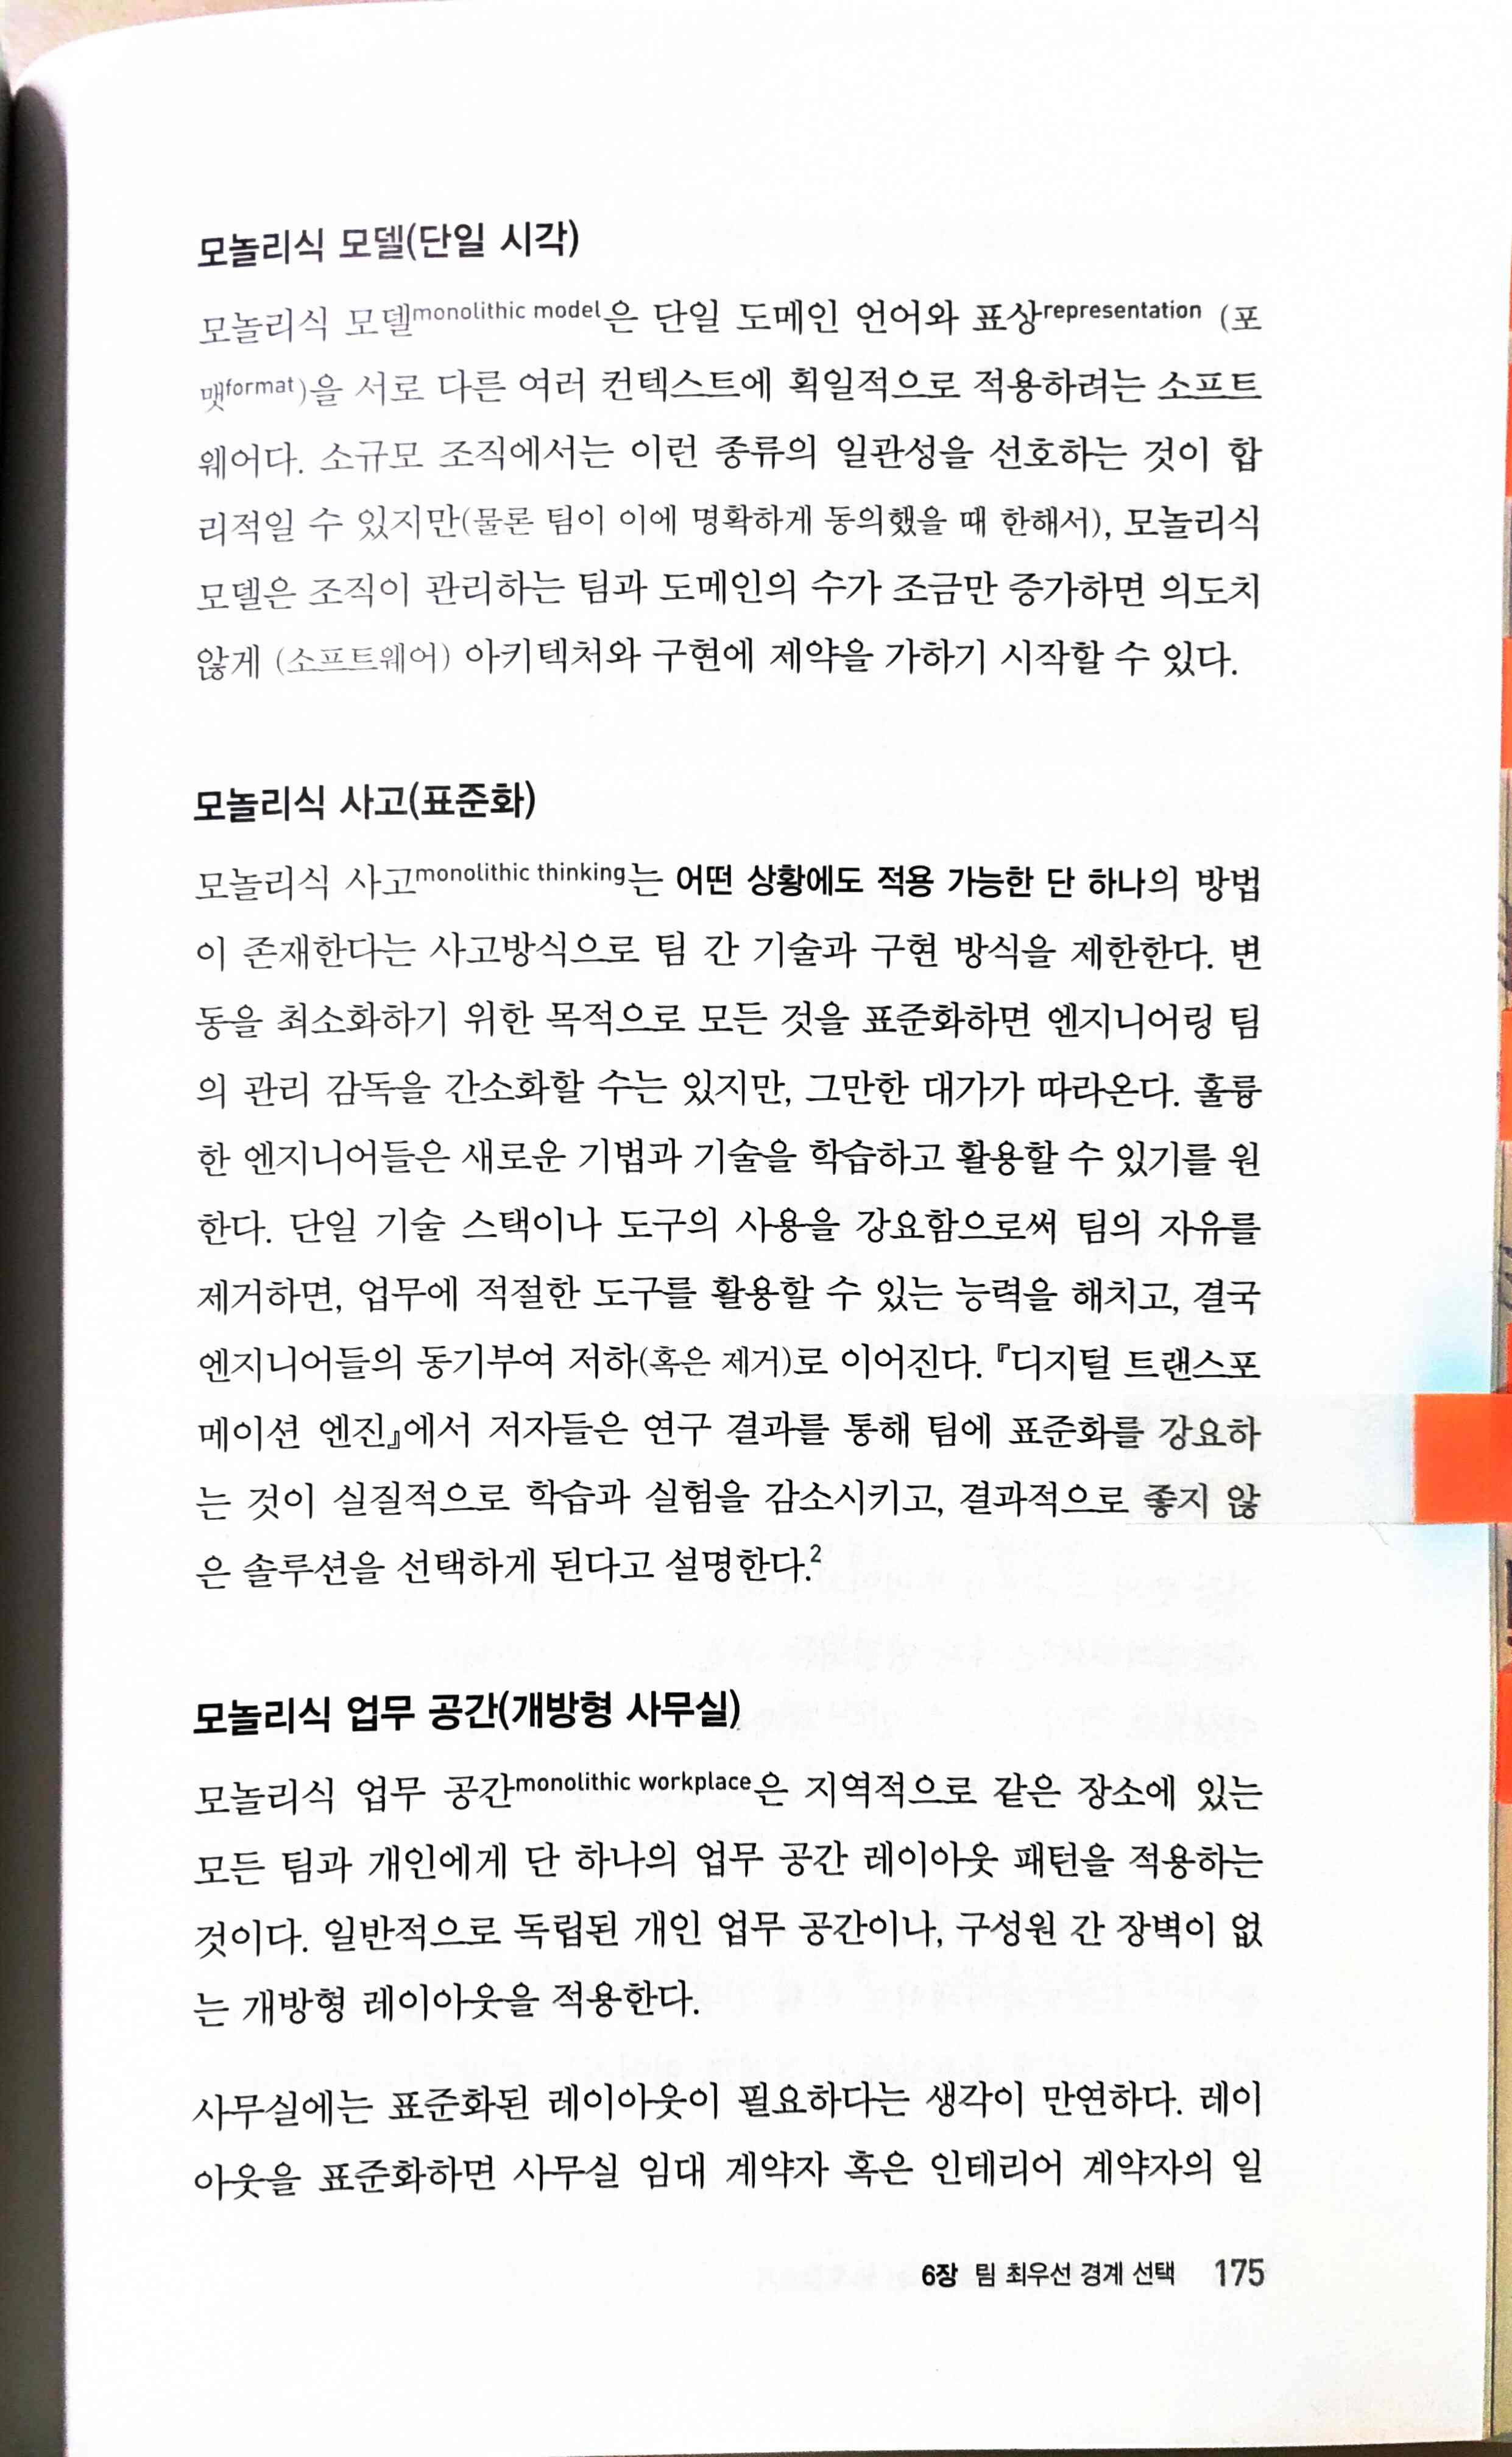 모놀리식 모델(단일 시각)
모놀리식 모델monolithic model은 단일 도메인 언어와 표상representation (포
맷format)을 서로 다른 여러 컨텍스트에 획일적으로 적용하려는 소프트
웨어다. 소규모 조직에서는 이런 종류의 일관성을 선호하는 것이 합
리적일 수 있지만(물론 팀이 이에 명확하게 동의했을 때 한해서), 모놀리식
모델은 조직이 관리하는 팀과 도메인의 수가 조금만 증가하면 의도치
않게 (소프트웨어) 아키텍처와 구현에 제약을 가하기 시작할 수 있다.
모놀리식 사고(표준화)
모놀리식 사고monolithic thinking는 어떤 상황에도 적용 가능한 단 하나의 방법
이 존재한다는 사고방식으로 팀 간 기술과 구현 방식을 제한한다. 변
동을 최소화하기 위한 목적으로 모든 것을 표준화하면 엔지니어링 팀
의 관리 감독을 간소화할 수는 있지만, 그만한 대가가 따라온다. 훌륭
한 엔지니어들은 새로운 기법과 기술을 학습하고 활용할 수 있기를 원
한다. 단일 기술 스택이나 도구의 사용을 강요함으로써 팀의 자유를
제거하면, 업무에 적절한 도구를 활용할 수 있는 능력을 해치고, 결국
엔지니어들의 동기부여 저하(혹은 제거)로 이어진다. 『디지털 트랜스포
메이션 엔진』에서 저자들은 연구 결과를 통해 팀에 표준화를 강요하
는 것이 실질적으로 학습과 실험을 감소시키고, 결과적으로 좋지 않
은 솔루션을 선택하게 된다고 설명한다.2
모놀리식 업무 공간(개방형 사무실)
모놀리식 업무 공간monolithic workplace은 지역적으로 같은 장소에 있는
모든 팀과 개인에게 단 하나의 업무 공간 레이아웃 패턴을 적용하는
것이다. 일반적으로 독립된 개인 업무 공간이나, 구성원 간 장벽이 없
는 개방형 레이아웃을 적용한다.
사무실에는 표준화된 레이아웃이 필요하다는 생각이 만연하다. 레이
아웃을 표준화하면 사무실 임대 계약자 혹은 인테리어 계약자의 일
6장 팀 최우선 경계 선택 175